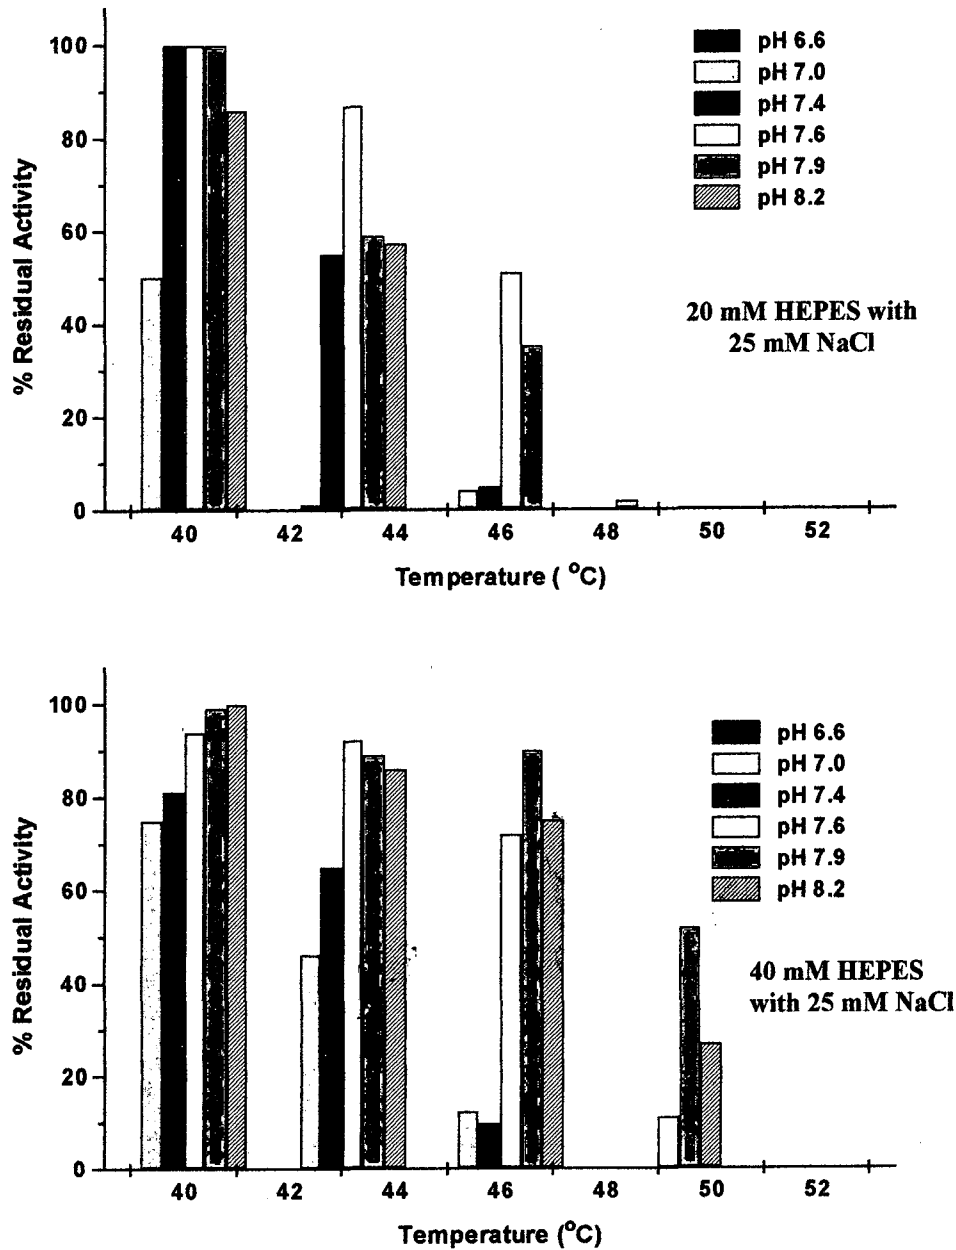 100
80
60
40
20
0
% Residual Activity
pH 6.6
pH 7.0
pH 7.4
pH 7.6
pH 7.9
pH 8.2
20 mM HEPES with
25 mM NaCl
40 42 44 46 48 50 52
Temperature ( °C)
100
80
60
40
20
0
% Residual Activity
pH 6.6
pH 7.0
pH 7.4
pH 7.6
pH 7.9
pH 8.2
40 mM HEPES
with 25 mM NaCl
40 42 44 46 48 50 52
Temperature (°C)